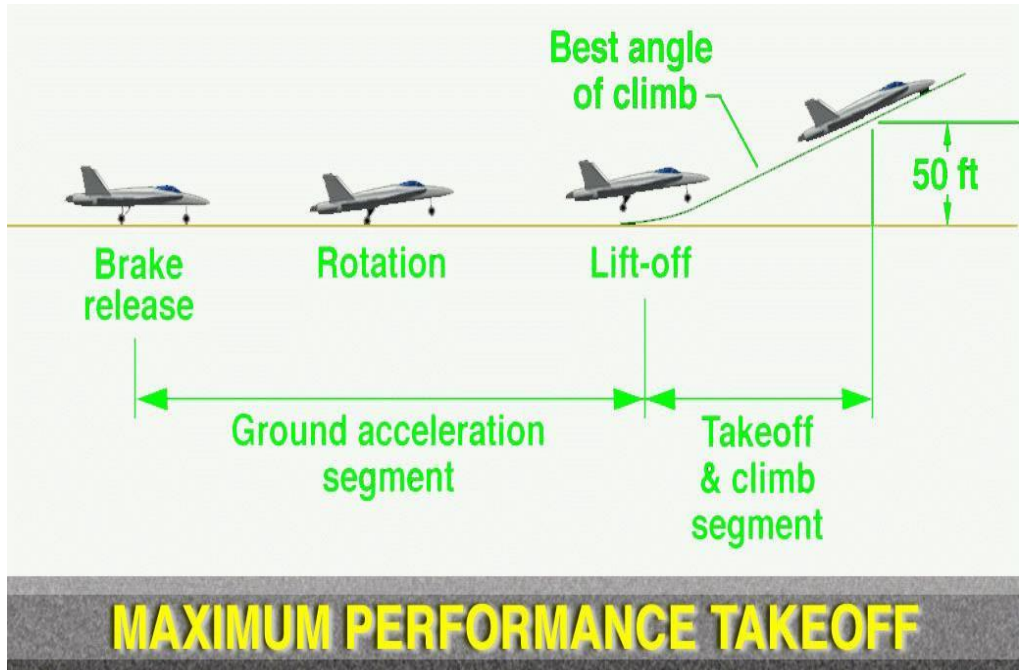 Best angle
of climb
50 ft
Brake
release
Rotation
Lift-off
Ground acceleration
segment
Takeoff
& climb
segment
MAXIMUM PERFORMANCE TAKEOFF